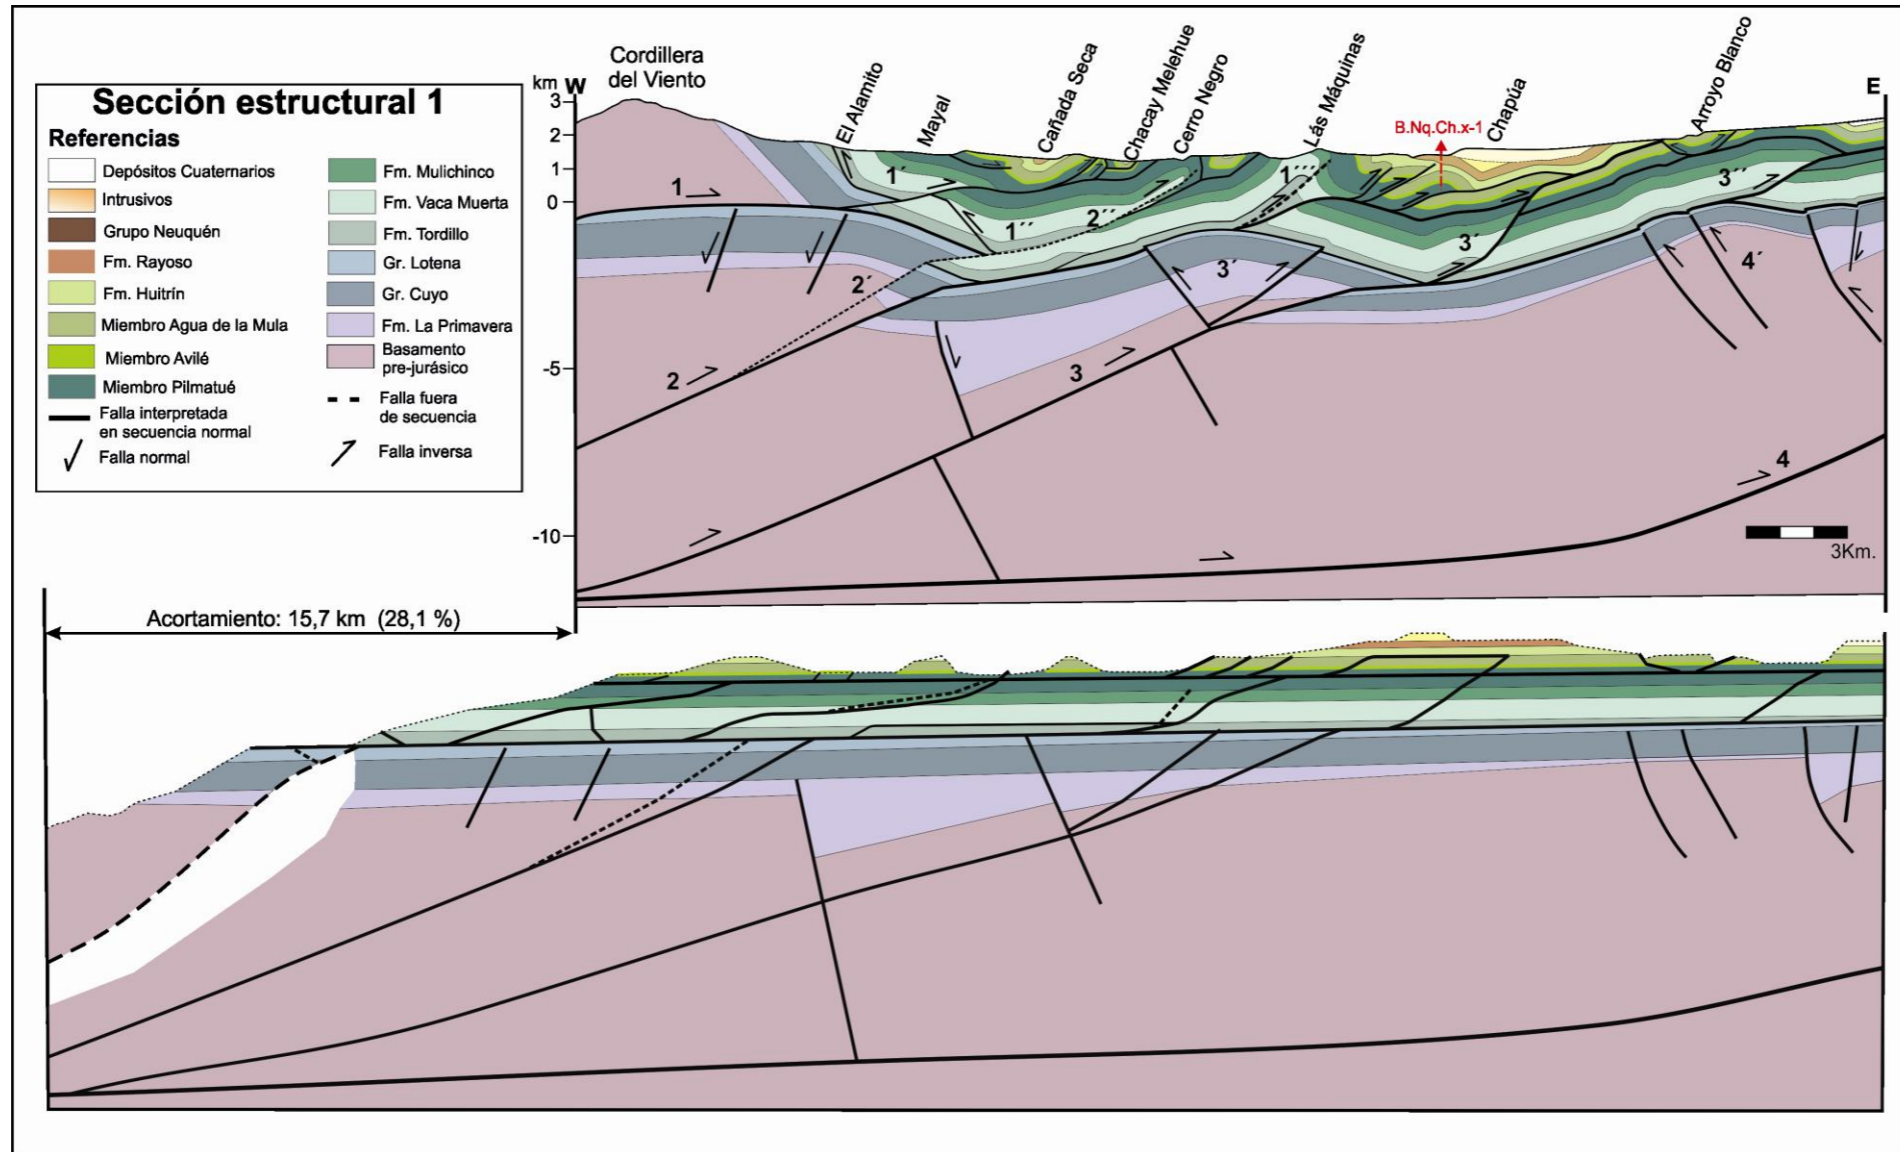 Sección estructural 1
Referencias
Depósitos Cuaternarios
Intrusivos
Grupo Neuquén
Fm. Rayoso
Fm. Huitrín
Miembro Agua de la Mula
Miembro Avilé
Miembro Pilmatué
Falla interpretada
en secuencia normal
Falla normal
Fm. Mulichinco
Fm. Vaca Muerta
Fm. Tordillo
Gr. Lotena
Gr. Cuyo
Fm. La Primavera
Basamento
pre-jurásico
Falla fuera
de secuencia
Falla inversa
Cordillera
del Viento
El Alamito
Mayal
Cañada Seca
Chacay Melehue
Cerro Negro
Lás Máquinas
B.Nq.Ch.x-1
Chapúa
Arroyo Blanco
km W
E
3
2
1
0
-5
-10
1
1´
1´´
1´´´
2
2´
2´´
3
3´
3´
3´´
4
4´
3Km.
Acortamiento: 15,7 km (28,1 %)